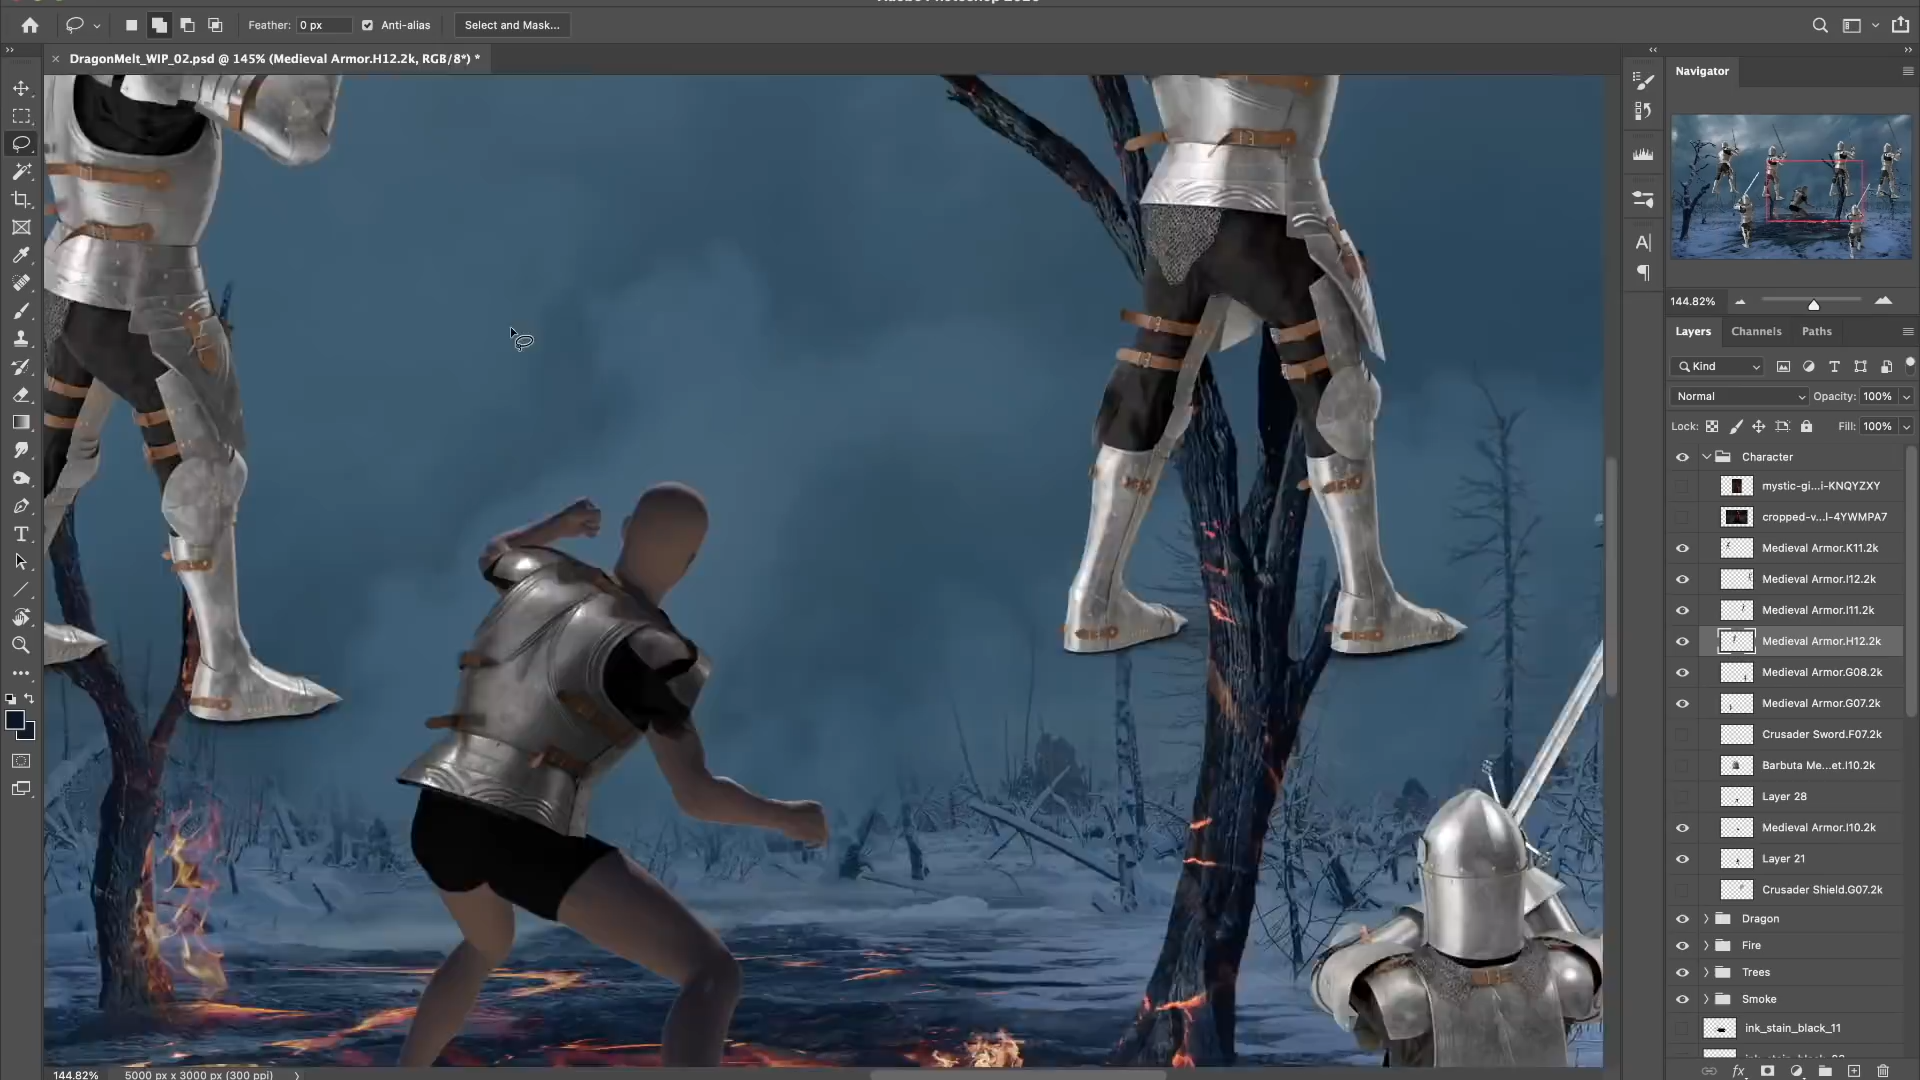 Feather: 0 px
Anti-alias
Select and Mask...
DragonMelt_WIP_02.psd @ 145% (Medieval Armor.H12.2k, RGB/8*) *
Navigator
144.82%
Layers Channels Paths
Kind
Normal Opacity: 100%
Lock: Fill: 100%
Character
mystic-gi...i-KNQYZXY
cropped-v...l-4YWMPA7
Medieval Armor.K11.2k
Medieval Armor.I12.2k
Medieval Armor.I11.2k
Medieval Armor.H12.2k
Medieval Armor.G08.2k
Medieval Armor.G07.2k
Crusader Sword.F07.2k
Barbuta Me...et.I10.2k
Layer 28
Medieval Armor.I10.2k
Layer 21
Crusader Shield.G07.2k
Dragon
Fire
Trees
Smoke
ink_stain_black_11
144.82% 5000 px x 3000 px (300 ppi)